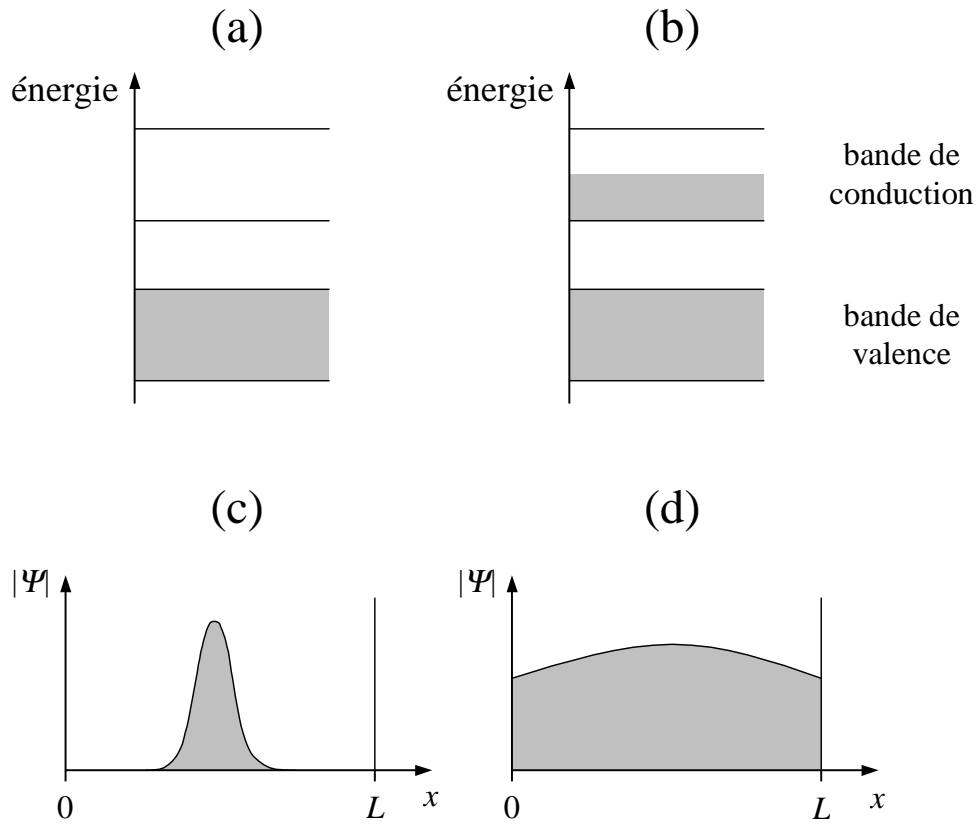 (a)
(b)
énergie
énergie
bande de
conduction
bande de
valence
(c)
(d)
|Ψ|
|Ψ|
0
L
x
0
L
x